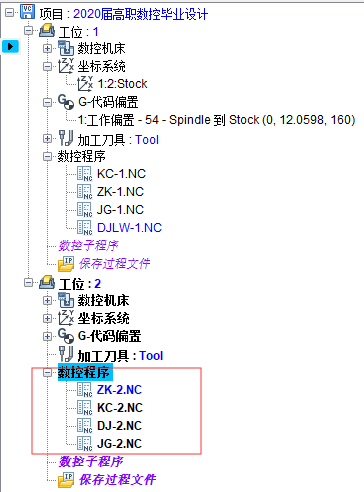 项目 : 2020届高职数控毕业设计
工位 : 1
数控机床
坐标系统
1:2:Stock
G-代码偏置
1:工作偏置 - 54 - Spindle 到 Stock (0, 12.0598, 160)
加工刀具 : Tool
数控程序
KC-1.NC
ZK-1.NC
JG-1.NC
DJLW-1.NC
数控子程序
保存过程文件
工位 : 2
数控机床
坐标系统
G-代码偏置
加工刀具 : Tool
数控程序
ZK-2.NC
KC-2.NC
DJ-2.NC
JG-2.NC
数控子程序
保存过程文件